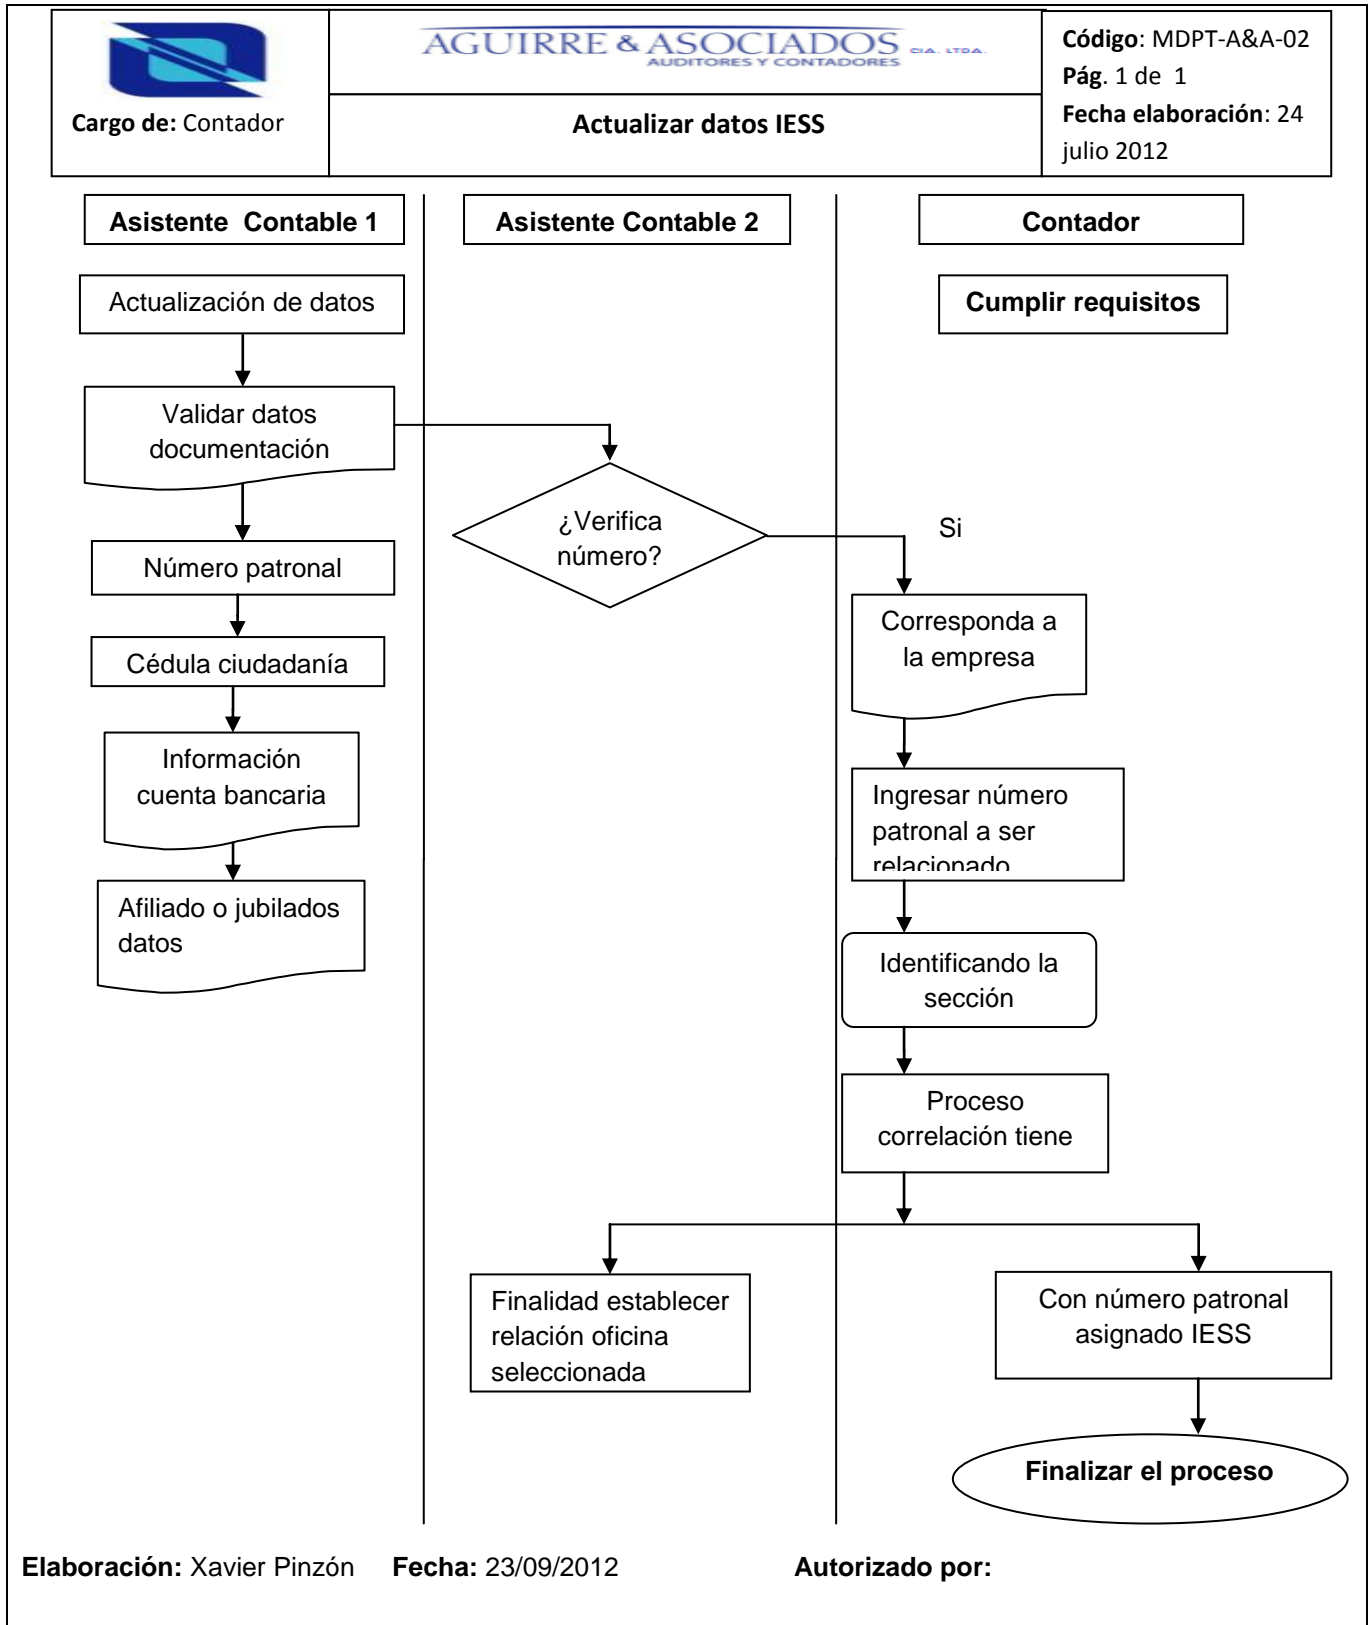 AGUIRRE & ASOCIADOS CIA. LTDA.
AUDITORES Y CONTADORES
Cargo de: Contador
Actualizar datos IESS
Código: MDPT-A&A-02
Pág. 1 de 1
Fecha elaboración: 24
julio 2012
Asistente Contable 1
Asistente Contable 2
Contador
Actualización de datos
Cumplir requisitos
Validar datos
documentación
¿Verifica
número?
Si
Número patronal
Cédula ciudadanía
Corresponda a
la empresa
Información
cuenta bancaria
Ingresar número
patronal a ser
relacionado
Afiliado o jubilados
datos
Identificando la
sección
Proceso
correlación tiene
Finalidad establecer
relación oficina
seleccionada
Con número patronal
asignado IESS
Finalizar el proceso
Elaboración: Xavier Pinzón Fecha: 23/09/2012 Autorizado por: